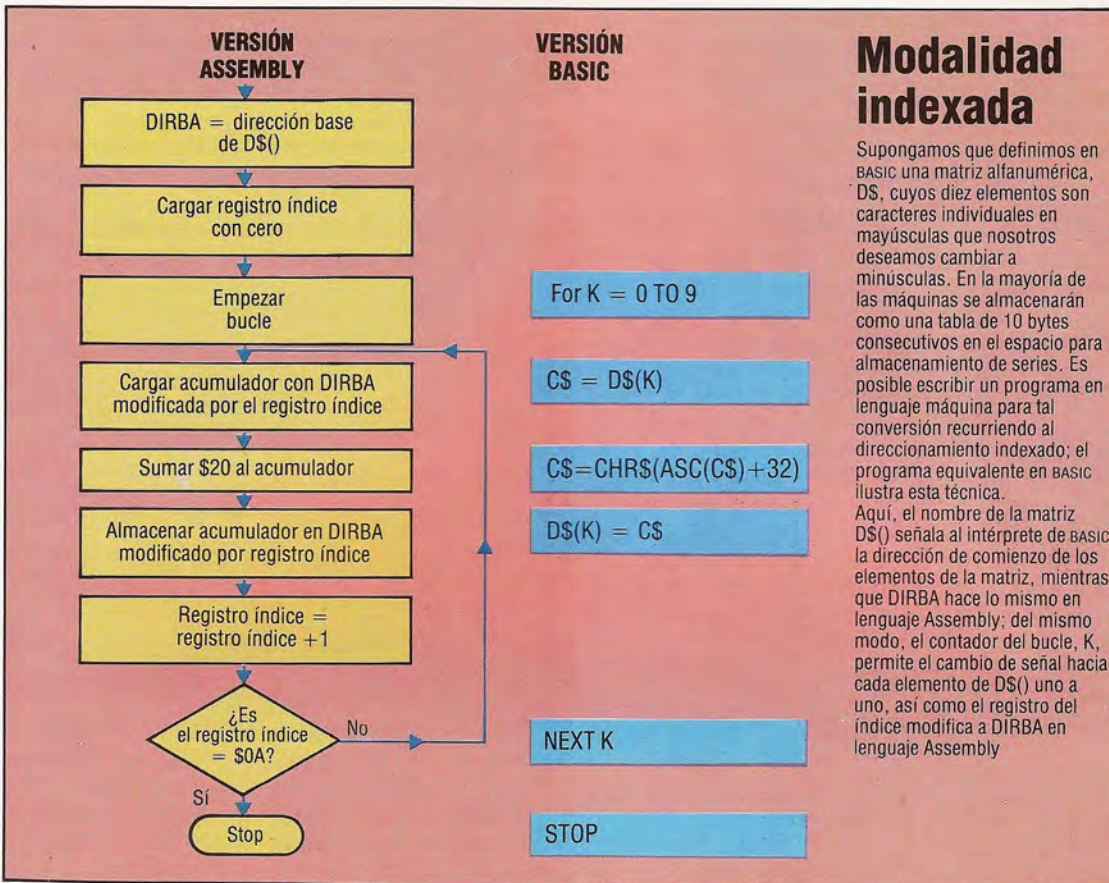 VERSIÓN
ASSEMBLY
DIRBA = dirección base
de D$()
Cargar registro índice
con cero
Empezar
bucle
Cargar acumulador con DIRBA
modificada por el registro índice
Sumar $20 al acumulador
Almacenar acumulador en DIRBA
modificado por registro índice
Registro índice =
registro índice +1
¿Es
el registro índice
= $0A?
No
Sí
Stop
VERSIÓN
BASIC
For K = 0 TO 9
C$ = D$(K)
C$=CHR$(ASC(C$)+32)
D$(K) = C$
NEXT K
STOP
Modalidad
indexada
Supongamos que definimos en
BASIC una matriz alfanumérica,
D$, cuyos diez elementos son
caracteres individuales en
mayúsculas que nosotros
deseamos cambiar a
minúsculas. En la mayoría de
las máquinas se almacenarán
como una tabla de 10 bytes
consecutivos en el espacio para
almacenamiento de series. Es
posible escribir un programa en
lenguaje máquina para tal
conversión recurriendo al
direccionamiento indexado; el
programa equivalente en BASIC
ilustra esta técnica.
Aquí, el nombre de la matriz
D$() señala al intérprete de BASIC
la dirección de comienzo de los
elementos de la matriz, mientras
que DIRBA hace lo mismo en
lenguaje Assembly; del mismo
modo, el contador del bucle, K,
permite el cambio de señal hacia
cada elemento de D$() uno a
uno, así como el registro del
índice modifica a DIRBA en
lenguaje Assembly